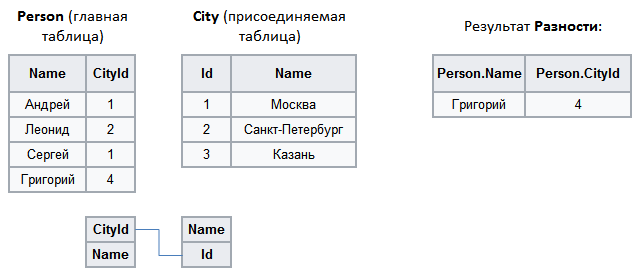 Person (главная таблица)
Name CityId
Андрей 1
Леонид 2
Сергей 1
Григорий 4
City (присоединяемая таблица)
Id Name
1 Москва
2 Санкт-Петербург
3 Казань
Результат Разности:
Person.Name Person.CityId
Григорий 4
CityId Name
Name Id